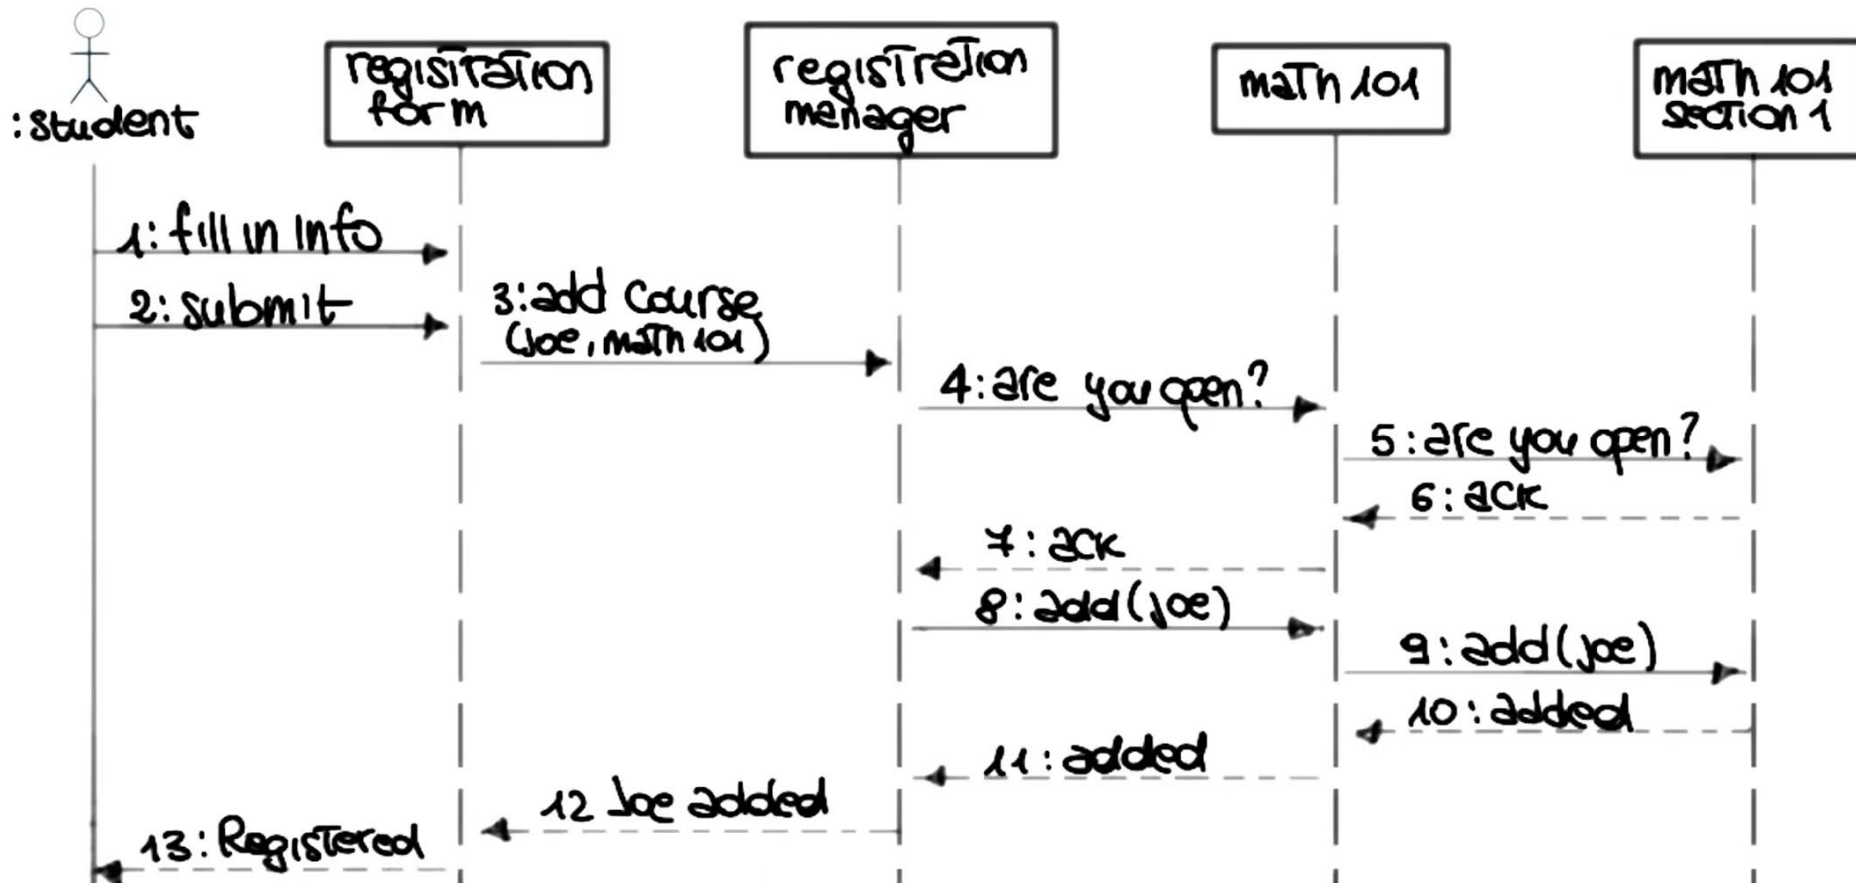 :student
registration
form
registretion
manager
math 101
math 101
section 1
1: fill in info
2: submit
3: add course
(joe, math 101)
4: are you open?
5: are you open?
6: ack
7: ack
8: add (joe)
9: add (joe)
10: added
11: added
12 Joe added
13: Registered